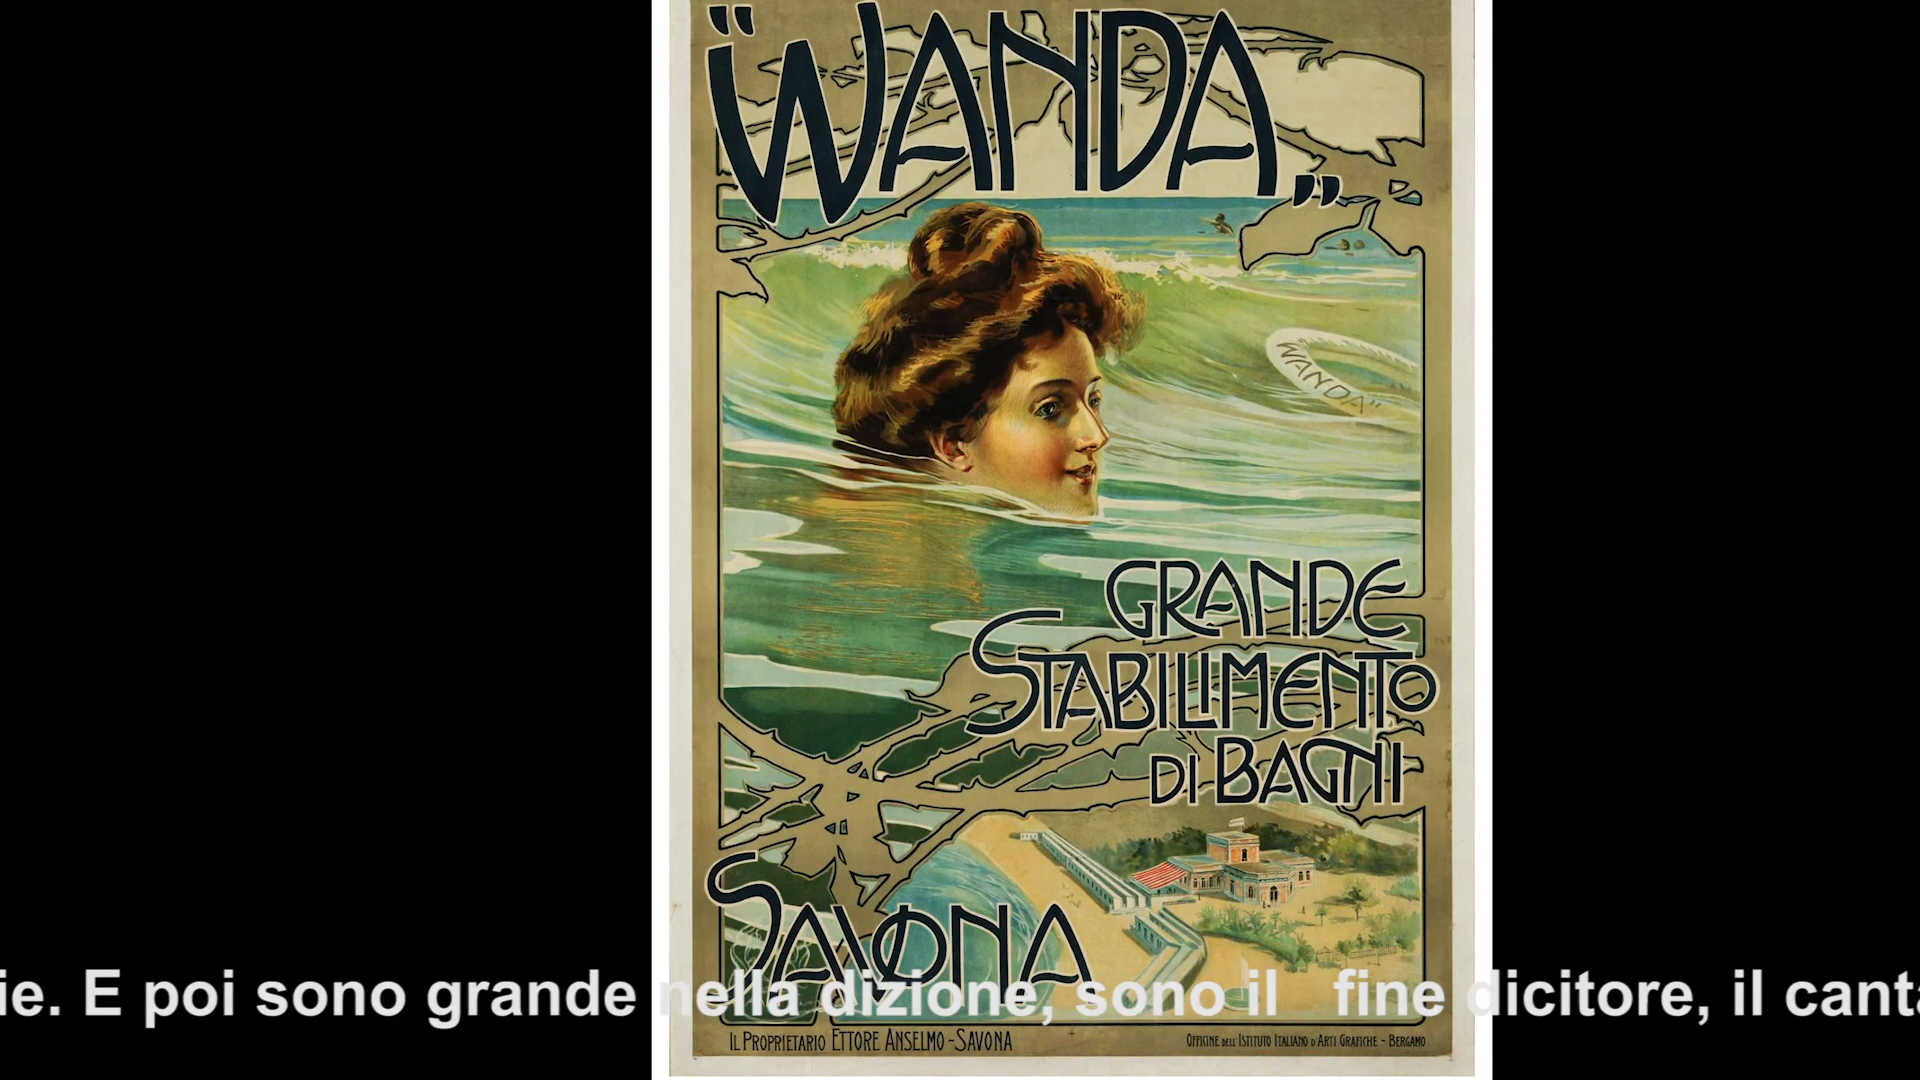 "WANDA„
WANDA"
GRANDE
STABILIMENTO
DI BAGNI
SAVONA
ie. E poi sono grande nella dizione, sono il fine dicitore, il canta
IL PROPRIETARIO ETTORE ANSELMO - SAVONA
OFFICINE DELL'ISTITUTO ITALIANO D'ARTI GRAFICHE - BERGAMO